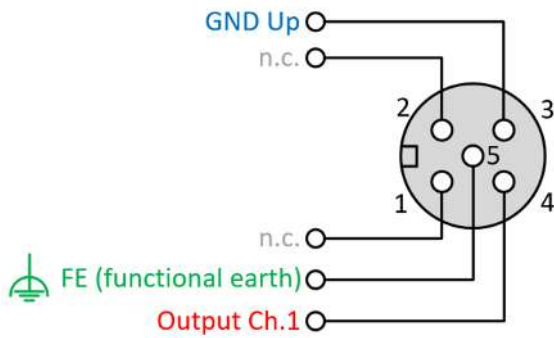 GND Up
n.c.
2
3
5
1
4
n.c.
FE (functional earth)
Output Ch.1